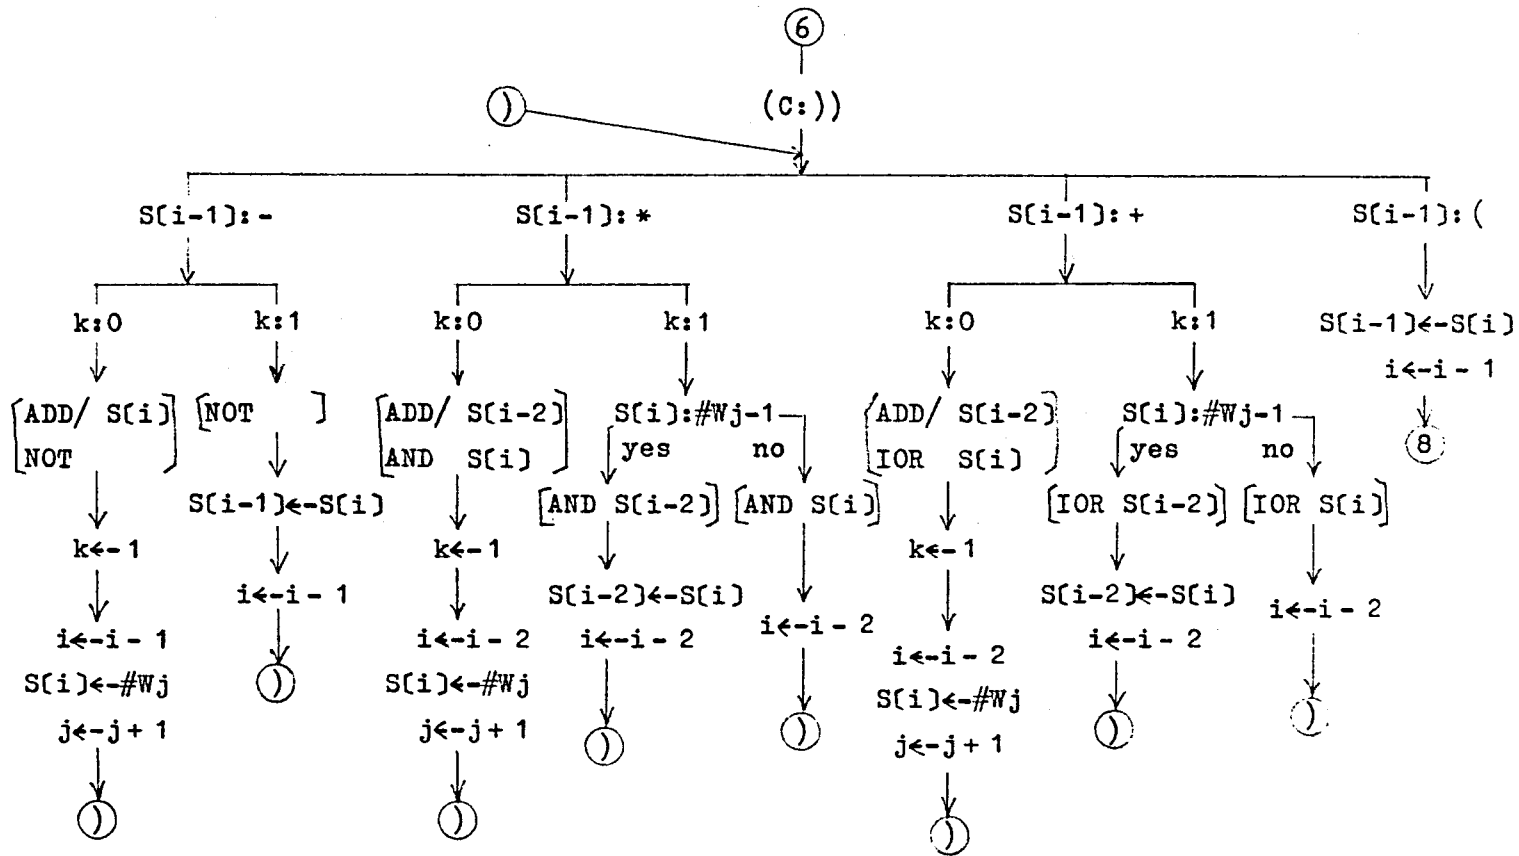 6
)
(C:))
S[i-1]:-
S[i-1]:*
S[i-1]:+
S[i-1]:(
k:0
k:1
k:0
k:1
k:0
k:1
S[i-1]←S[i]
i←i-1
8
[ADD/ S[i]
NOT]
[NOT ]
[ADD/ S[i-2]
AND S[i]]
S[i]:#Wj-1
yes no
[ADD/ S[i-2]
IOR S[i]]
S[i]:#Wj-1
yes no
S[i-1]←S[i]
[AND S[i-2]]
[AND S[i]]
[IOR S[i-2]]
[IOR S[i]]
k←1
k←1
k←1
i←i-1
S[i-2]←S[i]
i←i-2
i←i-2
S[i-2]←S[i]
i←i-2
i←i-2
i←i-1
S[i]←#Wj
j←j+1
)
i←i-2
S[i]←#Wj
j←j+1
i←i-2
S[i]←#Wj
j←j+1
)
)
)
)
)
)
)
)